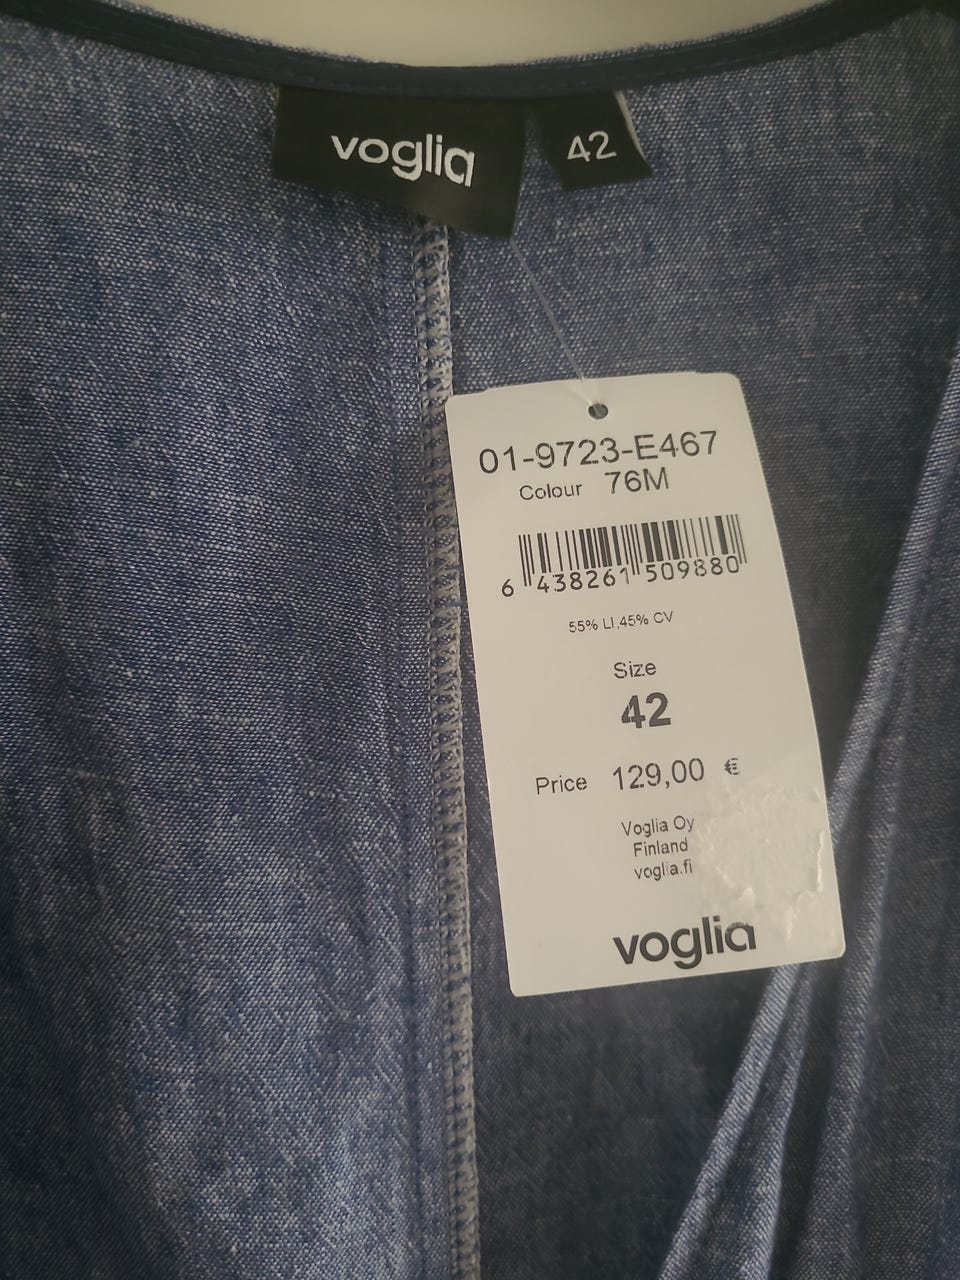 voglia
42
01-9723-E467
Colour 76M
6 438261 509880
55% LI,45% CV
Size
42
Price 129,00 €
Voglia Oy
Finland
voglia.fi
voglia